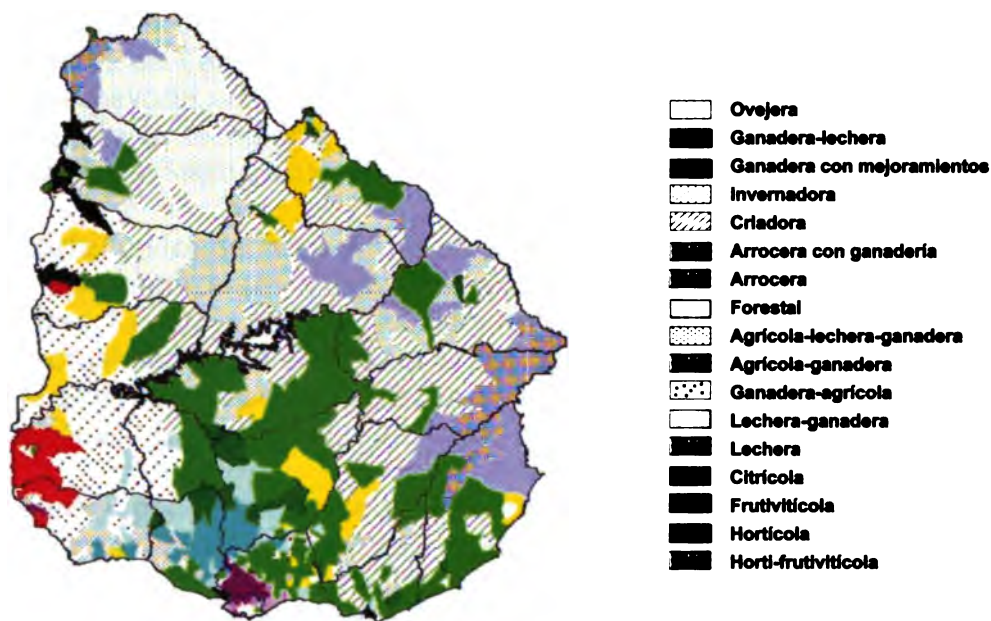 Ovejera
Ganadera-lechera
Ganadera con mejoramientos
Invernadora
Criadora
Arrocera con ganadería
Arrocera
Forestal
Agrícola-lechera-ganadera
Agrícola-ganadera
Ganadera-agrícola
Lechera-ganadera
Lechera
Citrícola
Frutivitícola
Hortícola
Horti-frutivitícola